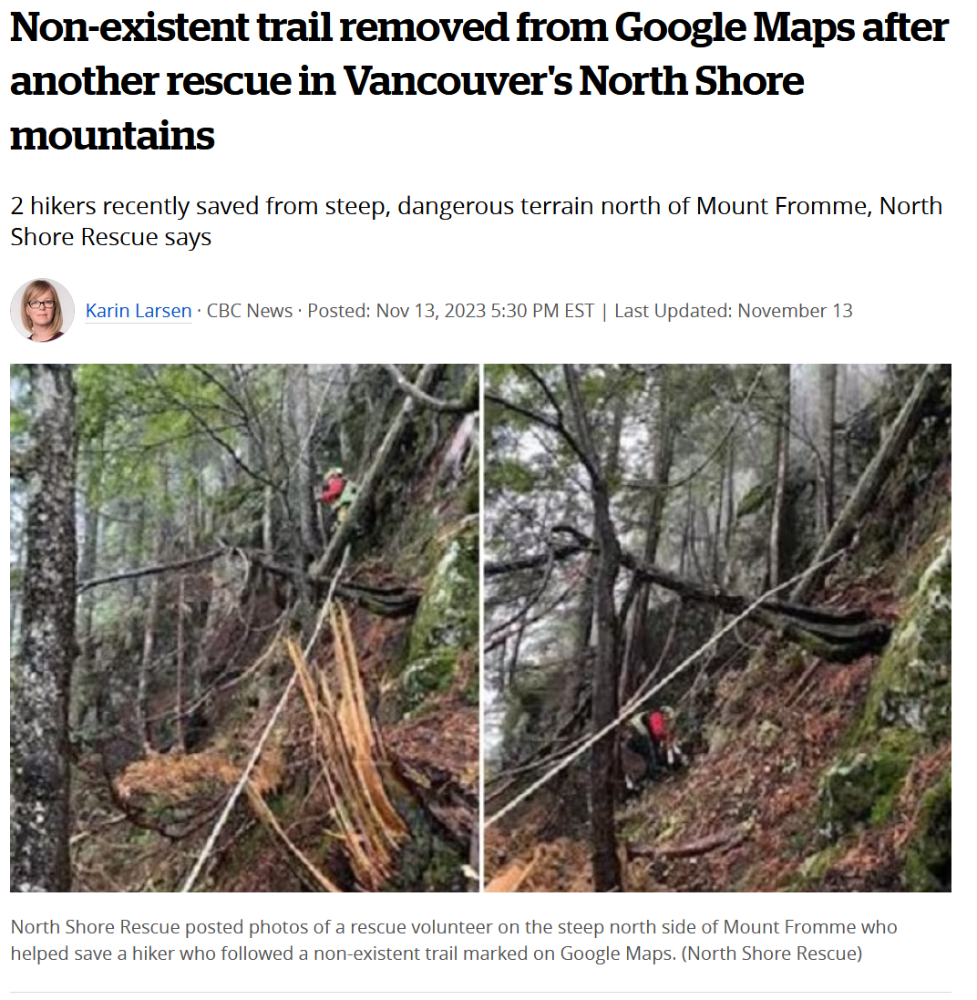 Non-existent trail removed from Google Maps after
another rescue in Vancouver's North Shore
mountains
2 hikers recently saved from steep, dangerous terrain north of Mount Fromme, North
Shore Rescue says
Karin Larsen · CBC News · Posted: Nov 13, 2023 5:30 PM EST | Last Updated: November 13
North Shore Rescue posted photos of a rescue volunteer on the steep north side of Mount Fromme who
helped save a hiker who followed a non-existent trail marked on Google Maps. (North Shore Rescue)